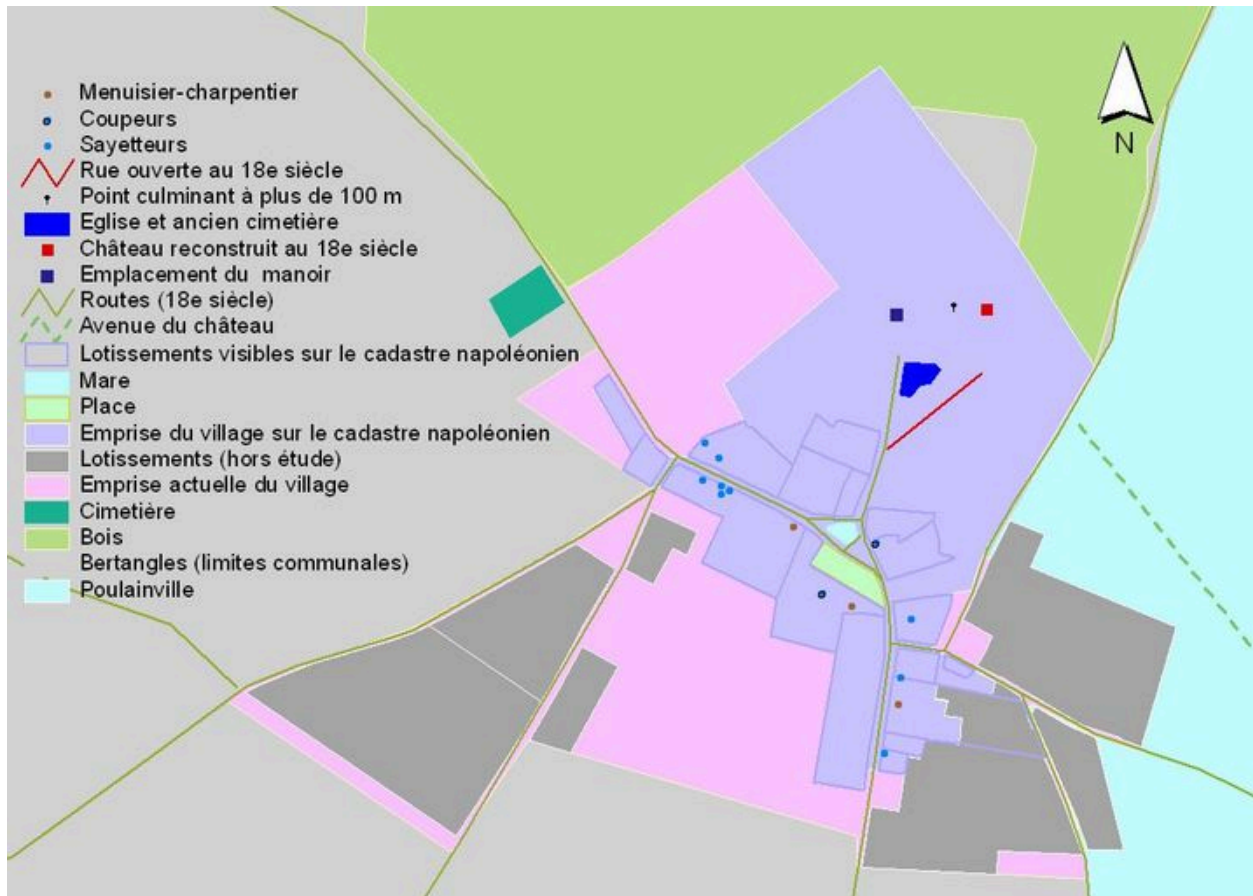 Menuisier-charpentier
Coupeurs
Sayetteurs
Rue ouverte au 18e siècle
Point culminant à plus de 100 m
Eglise et ancien cimetière
Château reconstruit au 18e siècle
Emplacement du manoir
Routes (18e siècle)
Avenue du château
Lotissements visibles sur le cadastre napoléonien
Mare
Place
Emprise du village sur le cadastre napoléonien
Lotissements (hors étude)
Emprise actuelle du village
Cimetière
Bois
Bertangles (limites communales)
Poulainville
N